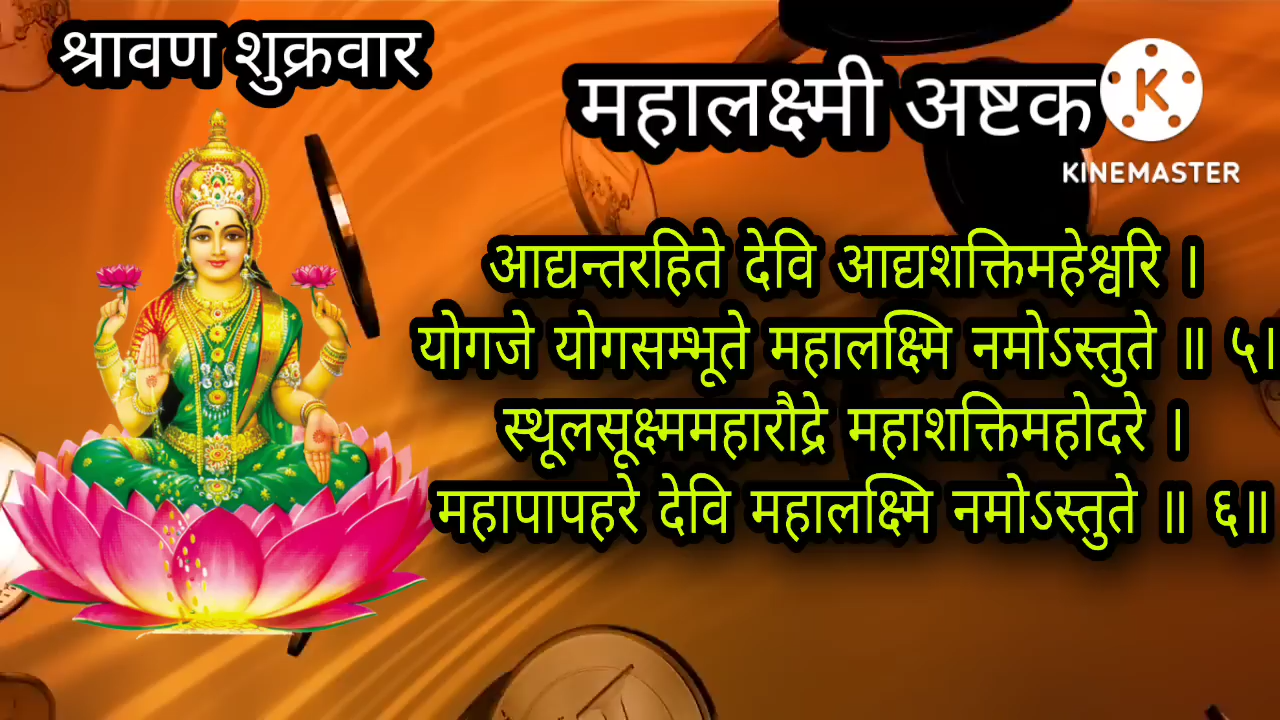 श्रावण शुक्रवार
महालक्ष्मी अष्टक
K
KINEMASTER
आद्यन्तरहिते देवि आद्यशक्तिमहेश्वरि ।
योगजे योगसम्भूते महालक्ष्मि नमोऽस्तुते ॥ ५।
स्थूलसूक्ष्ममहारौद्रे महाशक्तिमहोदरे ।
महापापहरे देवि महालक्ष्मि नमोऽस्तुते ॥ ६॥